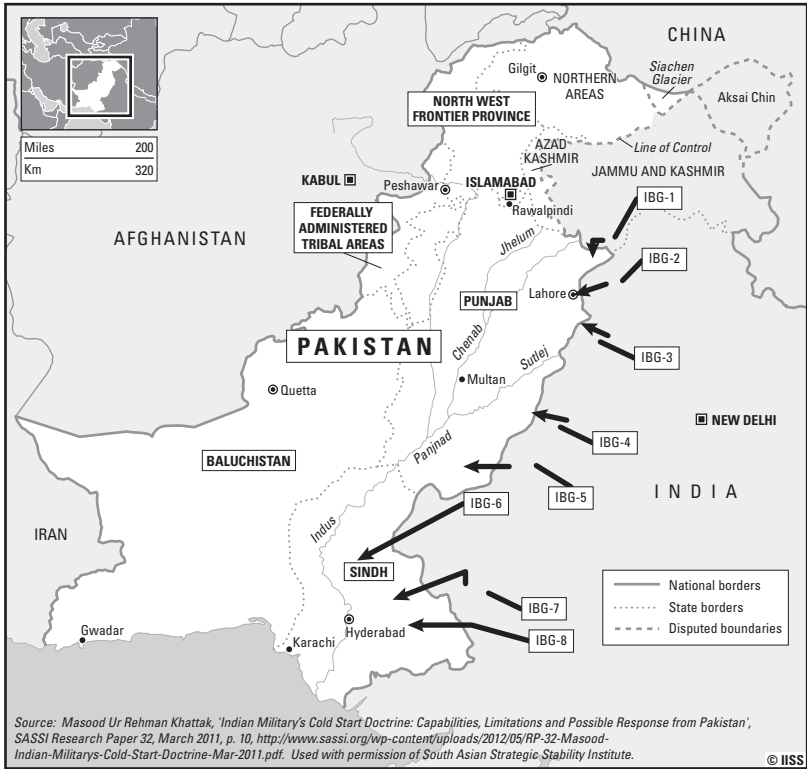 CHINA
Gilgit
NORTHERN
AREAS
Siachen
Glacier
Aksai Chin
Miles 200
Km 320
NORTH WEST
FRONTIER PROVINCE
AZAD
KASHMIR
Line of Control
JAMMU AND KASHMIR
KABUL
Peshawar
ISLAMABAD
Rawalpindi
IBG-1
FEDERALLY
ADMINISTERED
TRIBAL AREAS
AFGHANISTAN
Jhelum
IBG-2
Lahore
PUNJAB
Chenab
PAKISTAN
Sutlej
IBG-3
Multan
Quetta
NEW DELHI
IBG-4
Panjnad
BALUCHISTAN
IBG-5
INDIA
IBG-6
Indus
IRAN
SINDH
National borders
State borders
Disputed boundaries
IBG-7
Hyderabad
IBG-8
Gwadar
Karachi
Source: Masood Ur Rehman Khattak, 'Indian Military's Cold Start Doctrine: Capabilities, Limitations and Possible Response from Pakistan',
SASSI Research Paper 32, March 2011, p. 10, http://www.sassi.org/wp-content/uploads/2012/05/RP-32-Masood-
Indian-Militarys-Cold-Start-Doctrine-Mar-2011.pdf. Used with permission of South Asian Strategic Stability Institute.
© IISS